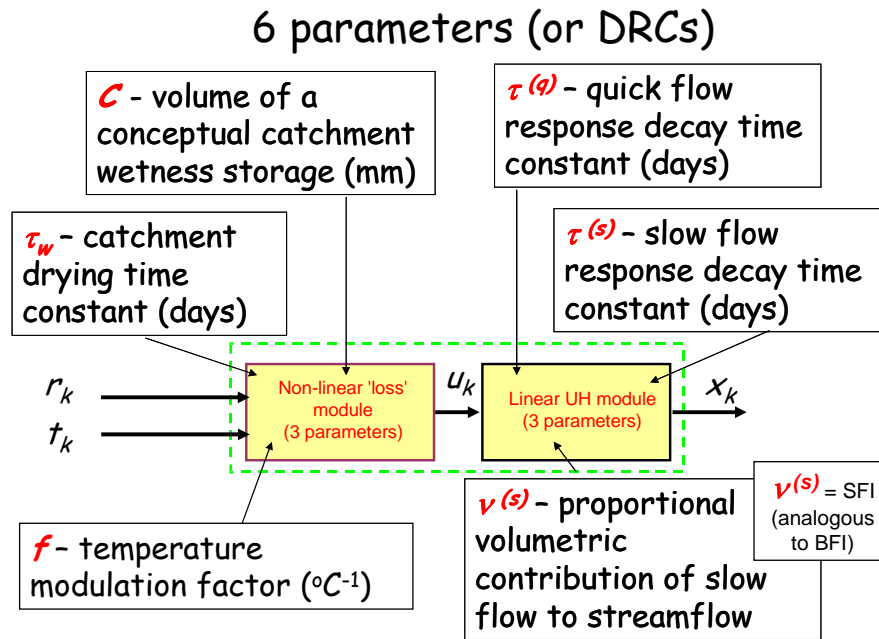 6 parameters (or DRCs)
C - volume of a
conceptual catchment
wetness storage (mm)
τ (q) – quick flow
response decay time
constant (days)
τw – catchment
drying time
constant (days)
τ (s) – slow flow
response decay time
constant (days)
rk
tk
Non-linear 'loss'
module
(3 parameters)
uk
Linear UH module
(3 parameters)
xk
f – temperature
modulation factor (oC-1)
ν(s) – proportional
volumetric
contribution of slow
flow to streamflow
ν(s) = SFI
(analogous
to BFI)